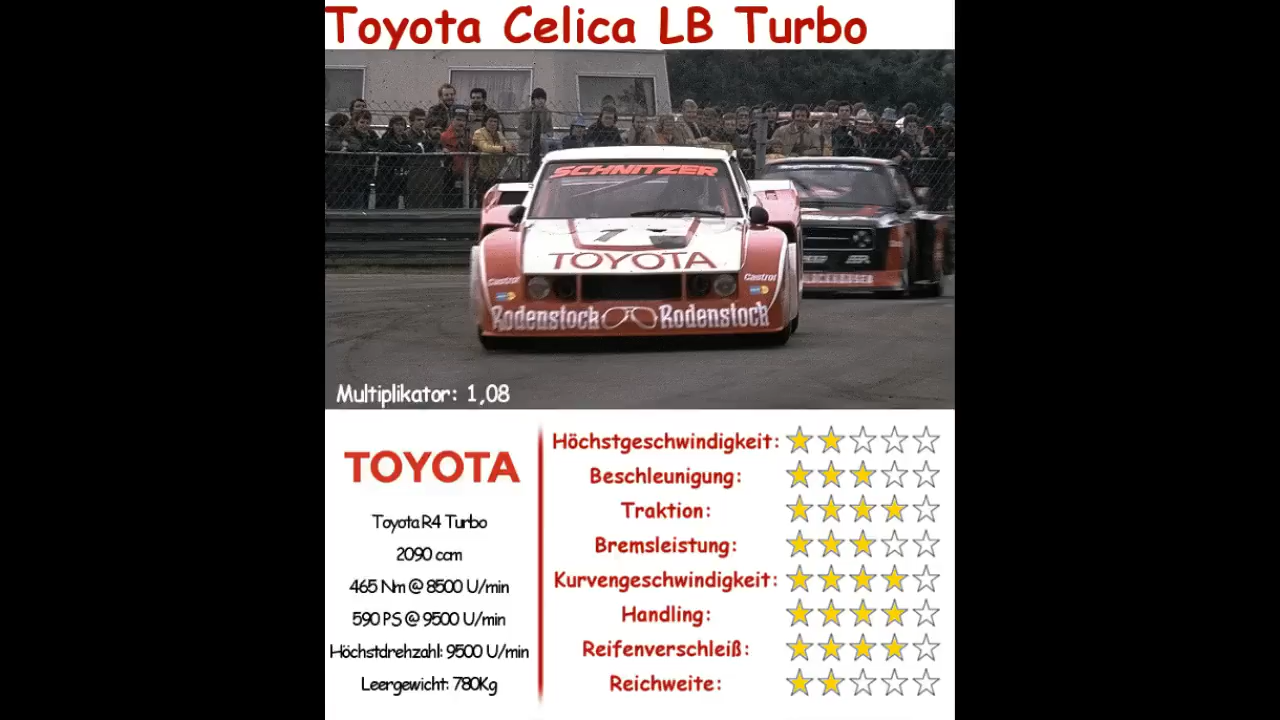 Toyota Celica LB Turbo
SCHNITZER
TOYOTA
Castrol
Castrol
Rodenstock Rodenstock
Multiplikator: 1,08
TOYOTA
Toyota R4 Turbo
2090 ccm
465 Nm @ 8500 U/min
590 PS @ 9500 U/min
Höchstdrehzahl: 9500 U/min
Leergewicht: 780Kg
Höchstgeschwindigkeit:
Beschleunigung:
Traktion:
Bremsleistung:
Kurvengeschwindigkeit:
Handling:
Reifenverschleiß:
Reichweite: